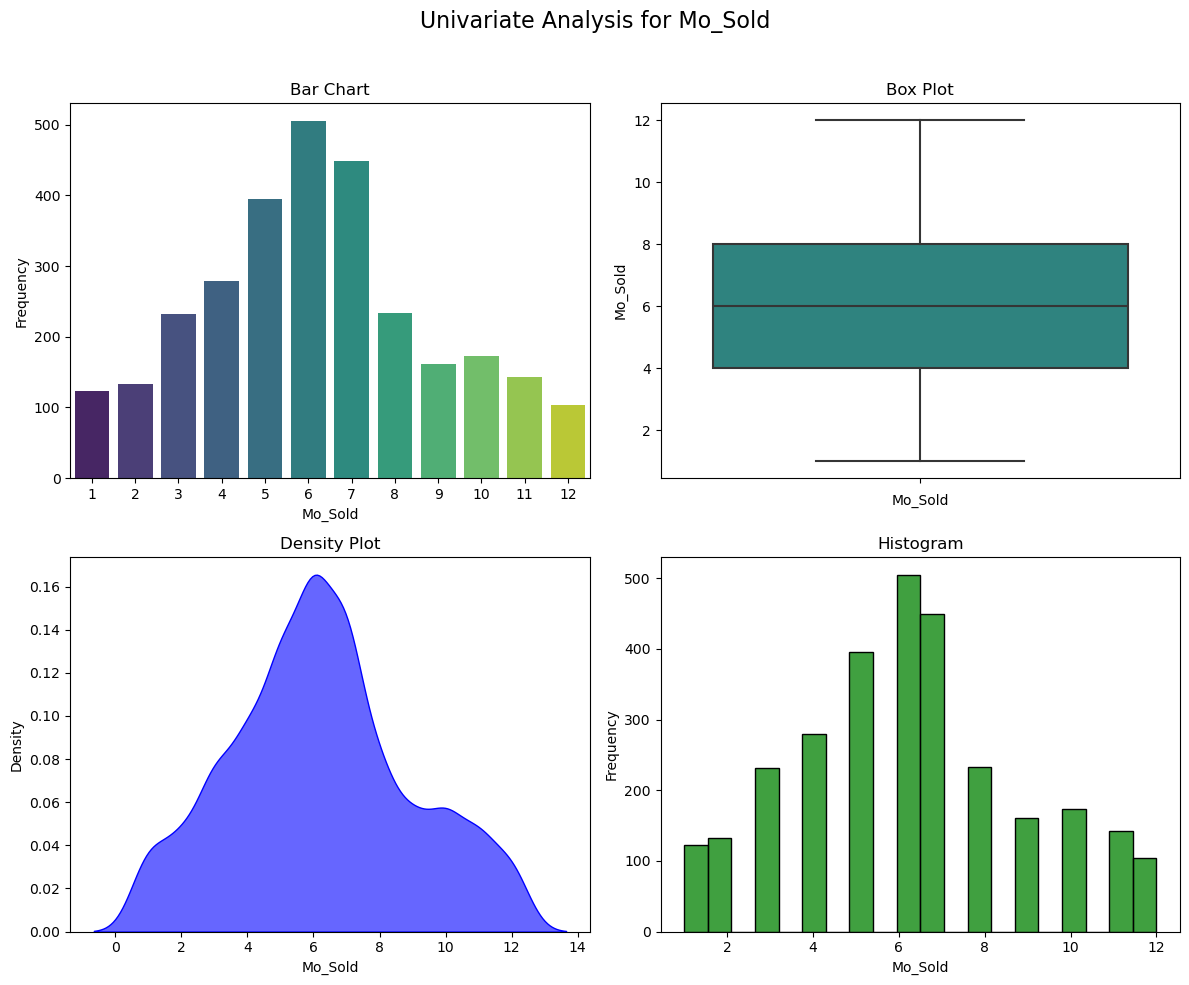 Univariate Analysis for Mo_Sold
Bar Chart
500
400
300
200
100
0
Frequency
1 2 3 4 5 6 7 8 9 10 11 12
Mo_Sold
Box Plot
12
10
8
6
4
2
Mo_Sold
Mo_Sold
Density Plot
0.16
0.14
0.12
0.10
0.08
0.06
0.04
0.02
0.00
Density
0 2 4 6 8 10 12 14
Mo_Sold
Histogram
500
400
300
200
100
0
Frequency
2 4 6 8 10 12
Mo_Sold